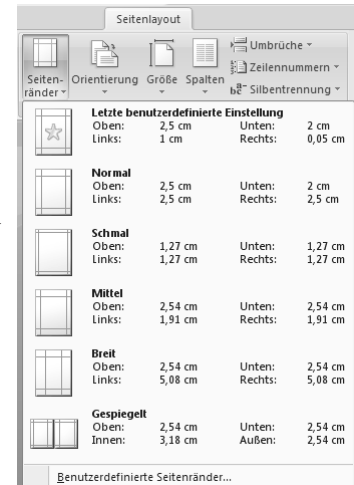 Seitenlayout
Seiten-
ränder
Orientierung
Größe
Spalten
Umbrüche
Zeilennummern
Silbentrennung
Letzte benutzerdefinierte Einstellung
Oben: 2,5 cm Unten: 2 cm
Links: 1 cm Rechts: 0,05 cm
Normal
Oben: 2,5 cm Unten: 2 cm
Links: 2,5 cm Rechts: 2,5 cm
Schmal
Oben: 1,27 cm Unten: 1,27 cm
Links: 1,27 cm Rechts: 1,27 cm
Mittel
Oben: 2,54 cm Unten: 2,54 cm
Links: 1,91 cm Rechts: 1,91 cm
Breit
Oben: 2,54 cm Unten: 2,54 cm
Links: 5,08 cm Rechts: 5,08 cm
Gespiegelt
Oben: 2,54 cm Unten: 2,54 cm
Innen: 3,18 cm Außen: 2,54 cm
Benutzerdefinierte Seitenränder...